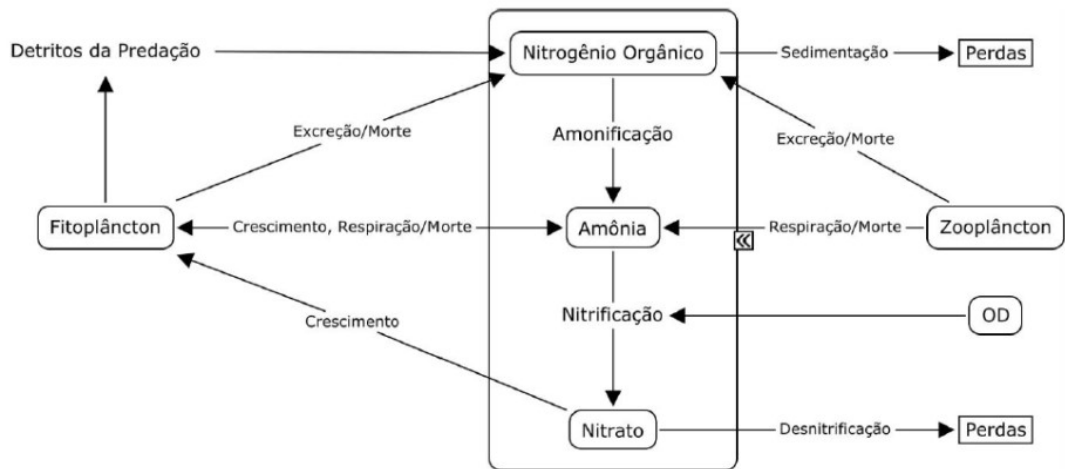 Detritos da Predação
Nitrogênio Orgânico
Sedimentação
Perdas
Excreção/Morte
Amonificação
Excreção/Morte
Fitoplâncton
Crescimento, Respiração/Morte
Amônia
Respiração/Morte
Zooplâncton
Crescimento
Nitrificação
OD
Nitrato
Desnitrificação
Perdas